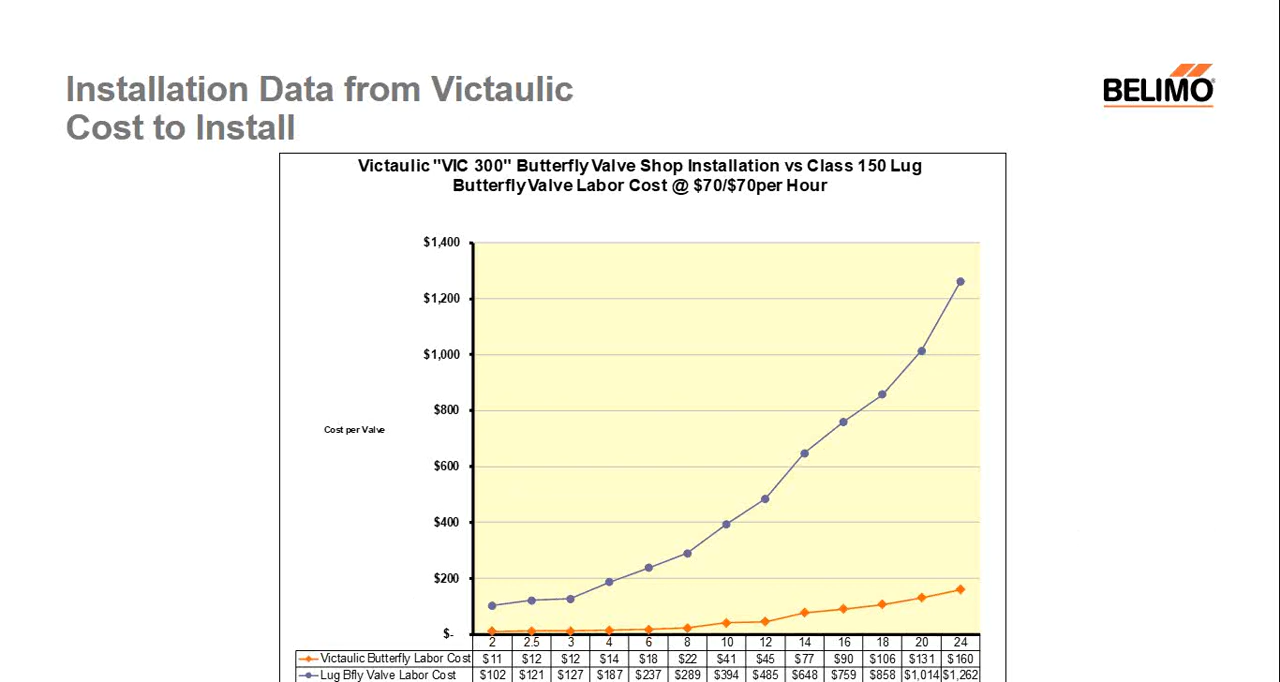 Installation Data from Victaulic
Cost to Install
BELIMO
Victaulic "VIC 300" Butterfly Valve Shop Installation vs Class 150 Lug
ButterflyValve Labor Cost @ $70/$70per Hour
$1,400
$1,200
$1,000
$800
$600
$400
$200
$-
Cost per Valve
2 2.5 3 4 6 8 10 12 14 16 18 20 24
Victaulic Butterfly Labor Cost $11 $12 $12 $14 $18 $22 $41 $45 $77 $90 $106 $131 $160
Lug Bfly Valve Labor Cost $102 $121 $127 $187 $237 $289 $394 $485 $648 $759 $858 $1,014 $1,262